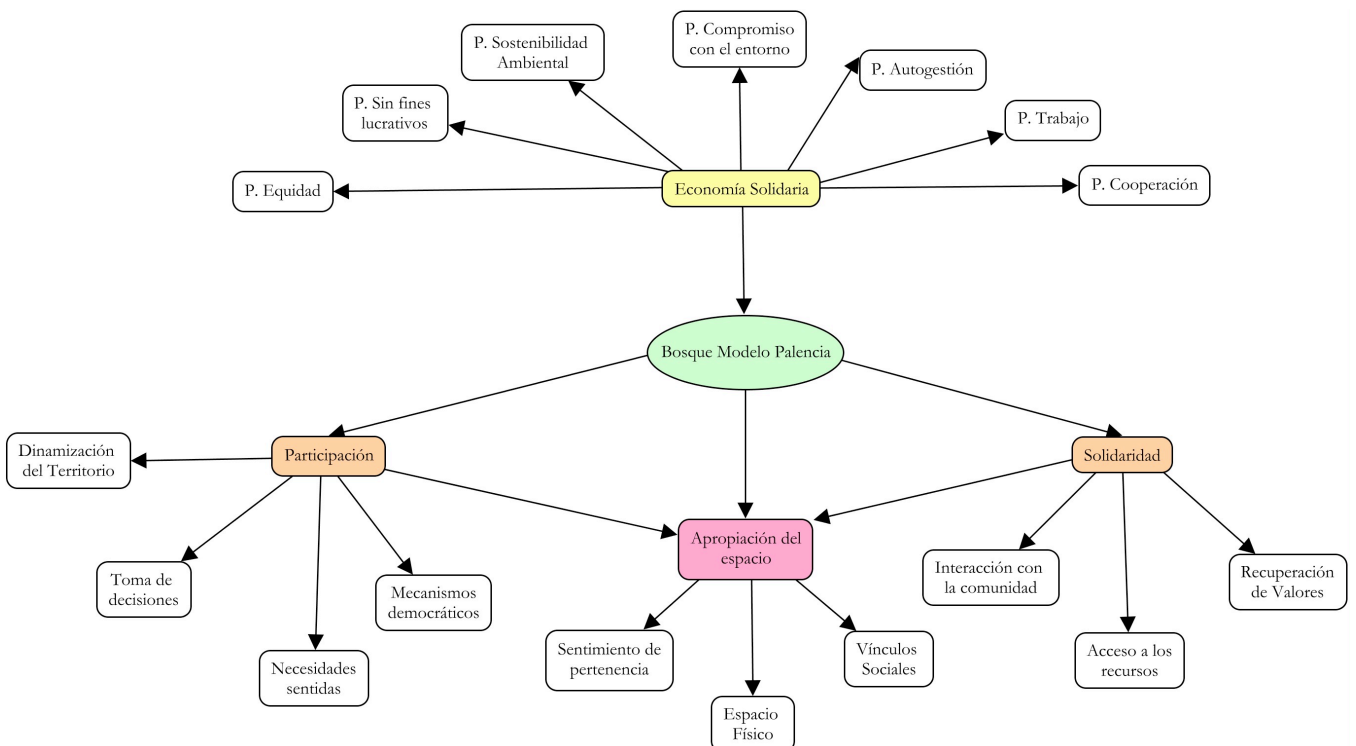 P. Compromiso
con el entorno
P. Sostenibilidad
Ambiental
P. Autogestión
P. Sin fines
lucrativos
P. Trabajo
P. Equidad
Economía Solidaria
P. Cooperación
Bosque Modelo Palencia
Dinamización
del Territorio
Participación
Solidaridad
Apropiación del
espacio
Toma de
decisiones
Mecanismos
democráticos
Interacción con
la comunidad
Recuperación
de Valores
Necesidades
sentidas
Sentimiento de
pertenencia
Vínculos
Sociales
Acceso a los
recursos
Espacio
Físico